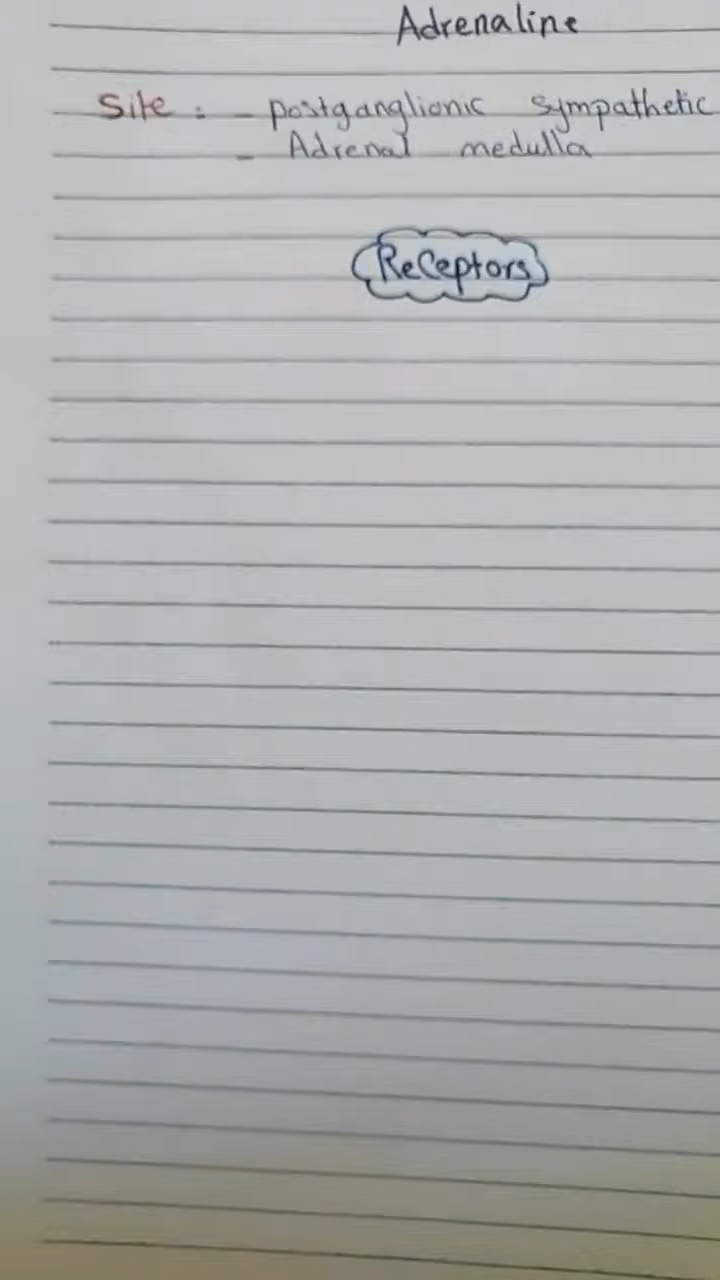 Adrenaline
Site : - postganglionic sympathetic
- Adrenal medulla
Receptors